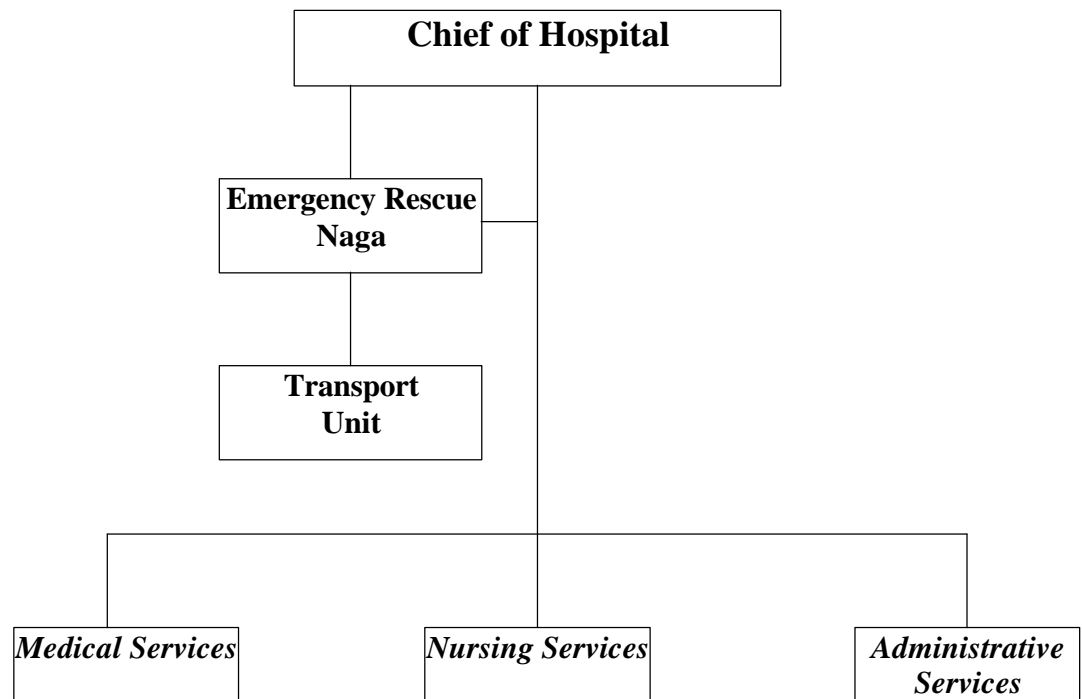 Chief of Hospital
Emergency Rescue
Naga
Transport
Unit
Medical Services
Nursing Services
Administrative
Services